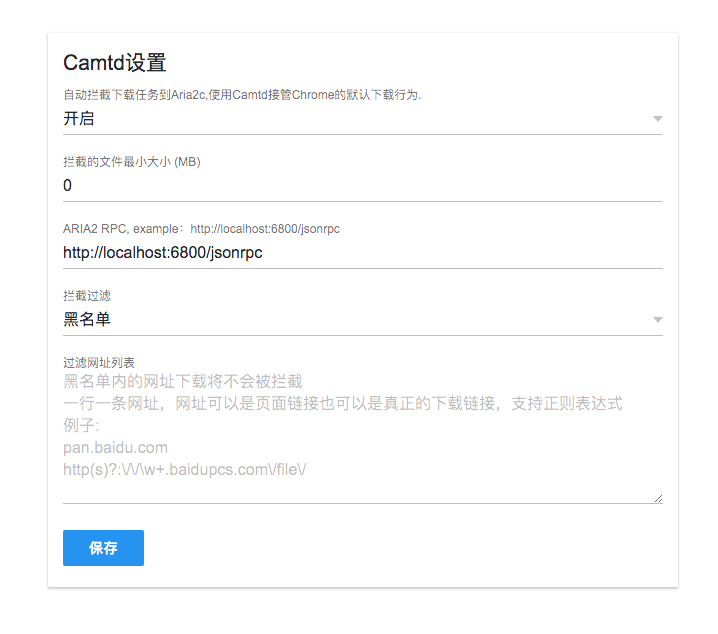 Camtd设置
自动拦截下载任务到Aria2c,使用Camtd接管Chrome的默认下载行为.
开启
拦截的文件最小大小 (MB)
0
ARIA2 RPC, example：http://localhost:6800/jsonrpc
http://localhost:6800/jsonrpc
拦截过滤
黑名单
过滤网址列表
黑名单内的网址下载将不会被拦截
一行一条网址，网址可以是页面链接也可以是真正的下载链接，支持正则表达式
例子:
pan.baidu.com
http(s)?:\/\/\w+.baidupcs.com\/file\/
保存